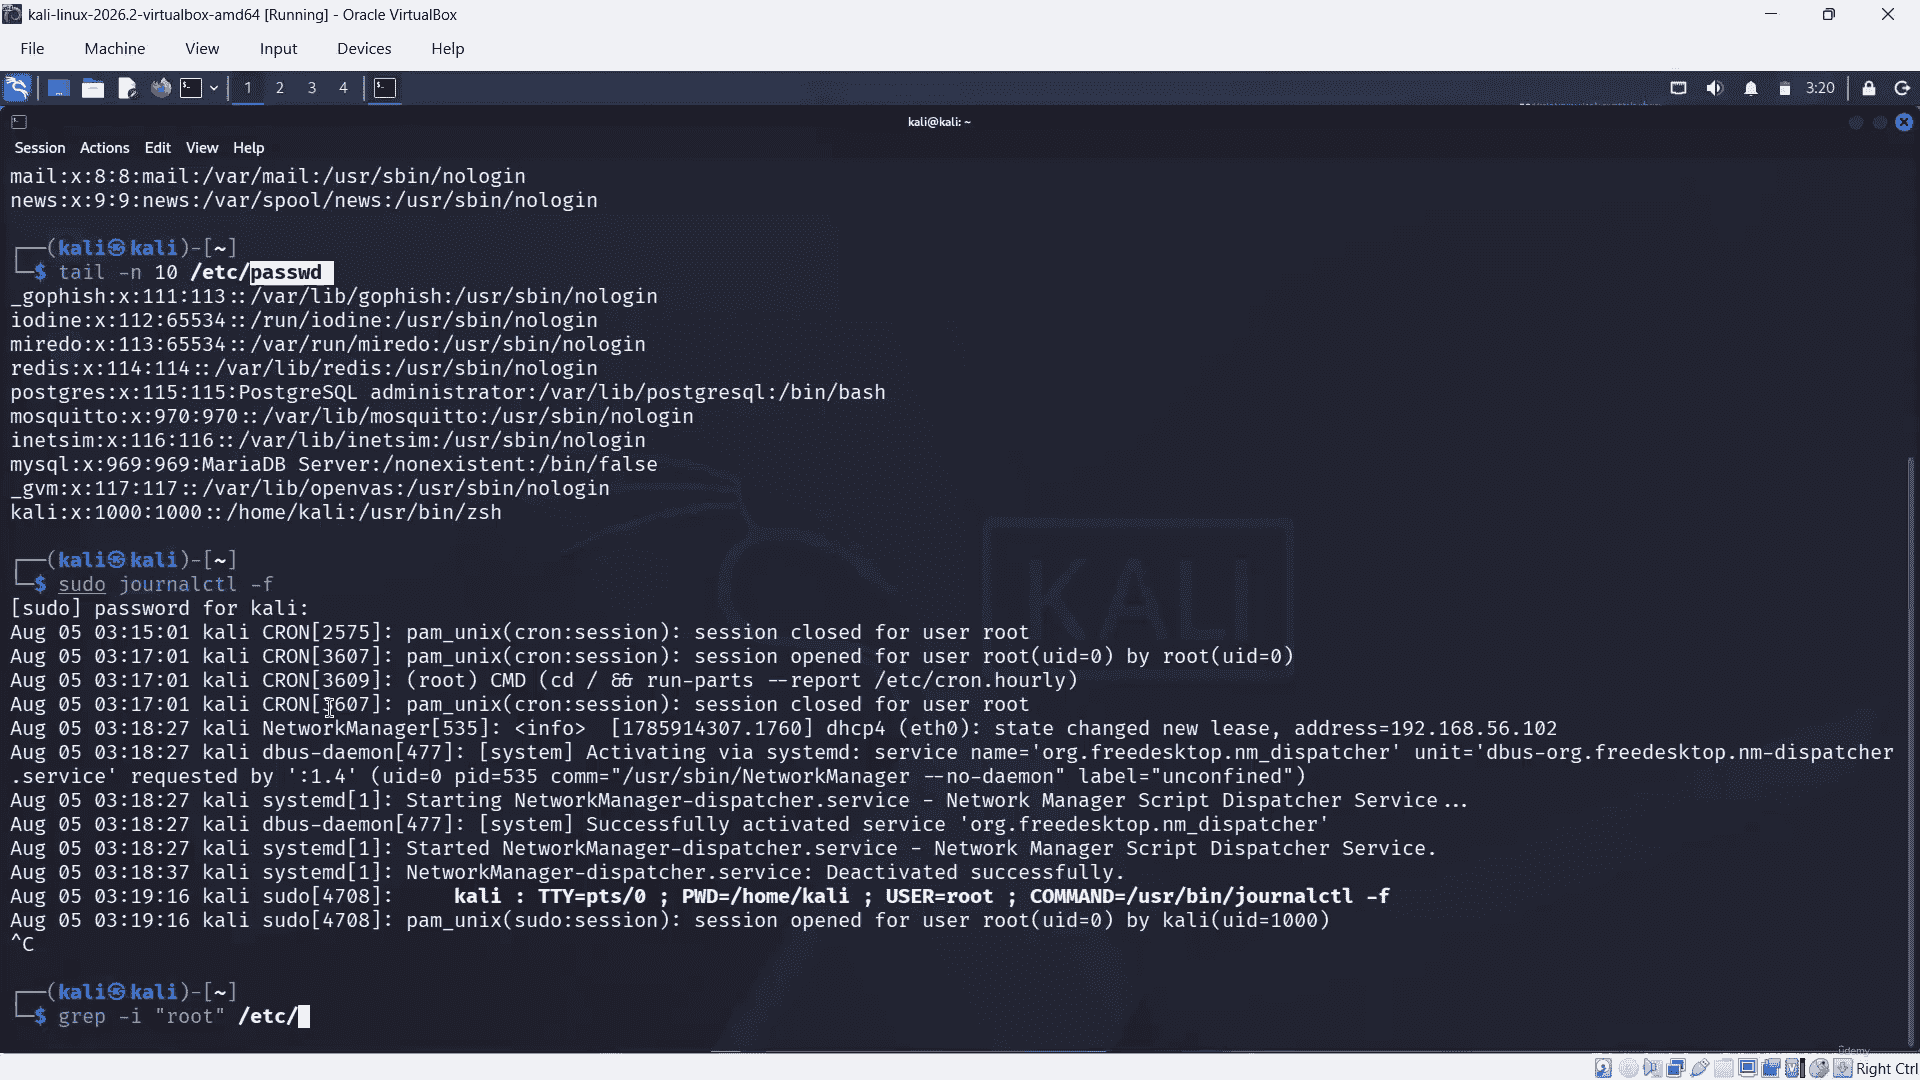 kali-linux-2026.2-virtualbox-amd64 [Running] - Oracle VirtualBox
File Machine View Input Devices Help
1 2 3 4 3:20
kali@kali: ~
Session Actions Edit View Help
mail:x:8:8:mail:/var/mail:/usr/sbin/nologin
news:x:9:9:news:/var/spool/news:/usr/sbin/nologin
┌──(kali㉿kali)-[~]
└─$ tail -n 10 /etc/passwd
_gophish:x:111:113::/var/lib/gophish:/usr/sbin/nologin
iodine:x:112:65534::/run/iodine:/usr/sbin/nologin
miredo:x:113:65534::/var/run/miredo:/usr/sbin/nologin
redis:x:114:114::/var/lib/redis:/usr/sbin/nologin
postgres:x:115:115:PostgreSQL administrator:/var/lib/postgresql:/bin/bash
mosquitto:x:970:970::/var/lib/mosquitto:/usr/sbin/nologin
inetsim:x:116:116::/var/lib/inetsim:/usr/sbin/nologin
mysql:x:969:969:MariaDB Server:/nonexistent:/bin/false
_gvm:x:117:117::/var/lib/openvas:/usr/sbin/nologin
kali:x:1000:1000::/home/kali:/usr/bin/zsh
KALI
┌──(kali㉿kali)-[~]
└─$ sudo journalctl -f
[sudo] password for kali:
Aug 05 03:15:01 kali CRON[2575]: pam_unix(cron:session): session closed for user root
Aug 05 03:17:01 kali CRON[3607]: pam_unix(cron:session): session opened for user root(uid=0) by root(uid=0)
Aug 05 03:17:01 kali CRON[3609]: (root) CMD (cd / && run-parts --report /etc/cron.hourly)
Aug 05 03:17:01 kali CRON[3607]: pam_unix(cron:session): session closed for user root
Aug 05 03:18:27 kali NetworkManager[535]: <info>  [1785914307.1760] dhcp4 (eth0): state changed new lease, address=192.168.56.102
Aug 05 03:18:27 kali dbus-daemon[477]: [system] Activating via systemd: service name='org.freedesktop.nm_dispatcher' unit='dbus-org.freedesktop.nm-dispatcher
.service' requested by ':1.4' (uid=0 pid=535 comm="/usr/sbin/NetworkManager --no-daemon" label="unconfined")
Aug 05 03:18:27 kali systemd[1]: Starting NetworkManager-dispatcher.service - Network Manager Script Dispatcher Service...
Aug 05 03:18:27 kali dbus-daemon[477]: [system] Successfully activated service 'org.freedesktop.nm_dispatcher'
Aug 05 03:18:27 kali systemd[1]: Started NetworkManager-dispatcher.service - Network Manager Script Dispatcher Service.
Aug 05 03:18:37 kali systemd[1]: NetworkManager-dispatcher.service: Deactivated successfully.
Aug 05 03:19:16 kali sudo[4708]:     kali : TTY=pts/0 ; PWD=/home/kali ; USER=root ; COMMAND=/usr/bin/journalctl -f
Aug 05 03:19:16 kali sudo[4708]: pam_unix(sudo:session): session opened for user root(uid=0) by kali(uid=1000)
^C
┌──(kali㉿kali)-[~]
└─$ grep -i "root" /etc/
udemy
Right Ctrl